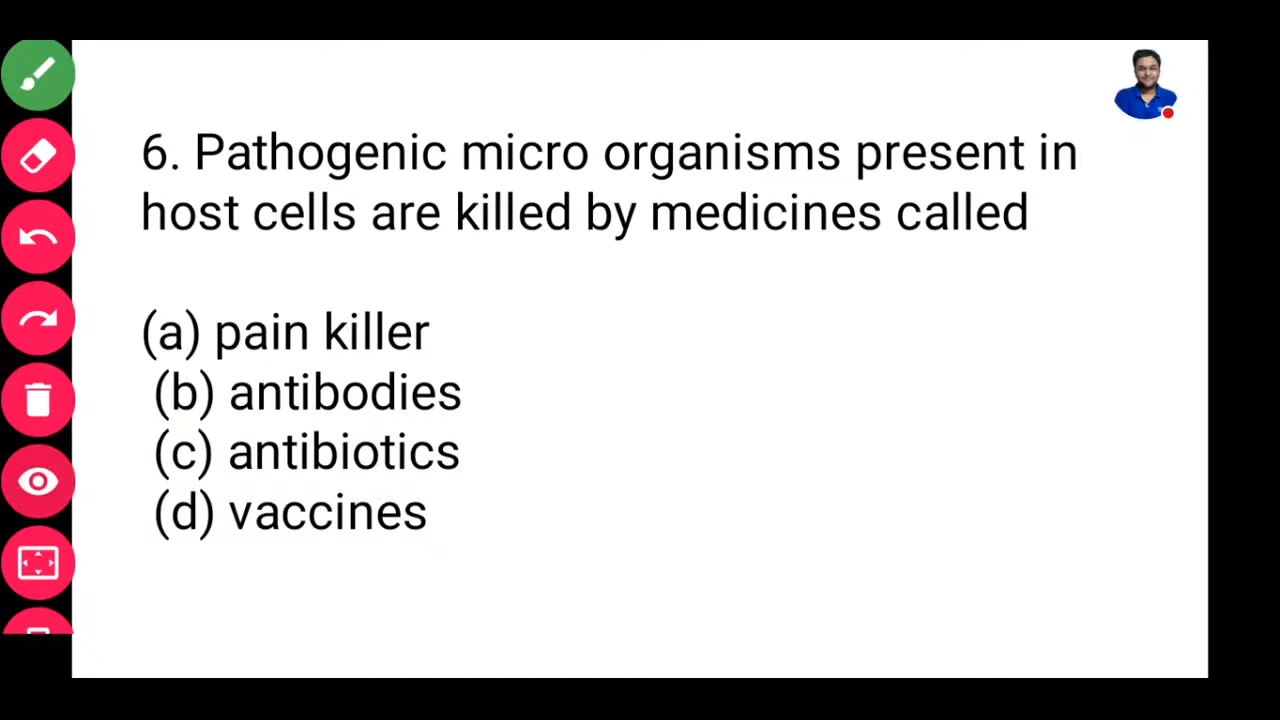 6. Pathogenic micro organisms present in
host cells are killed by medicines called
(a) pain killer
(b) antibodies
(c) antibiotics
(d) vaccines